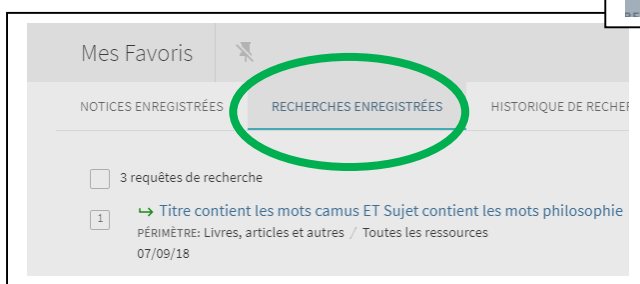 Mes Favoris
NOTICES ENREGISTRÉES RECHERCHES ENREGISTRÉES HISTORIQUE DE
3 requêtes de recherche
1 Titre contient les mots camus ET Sujet contient les mots philosophie
PÉRIMÈTRE: Livres, articles et autres / Toutes les ressources
07/09/18